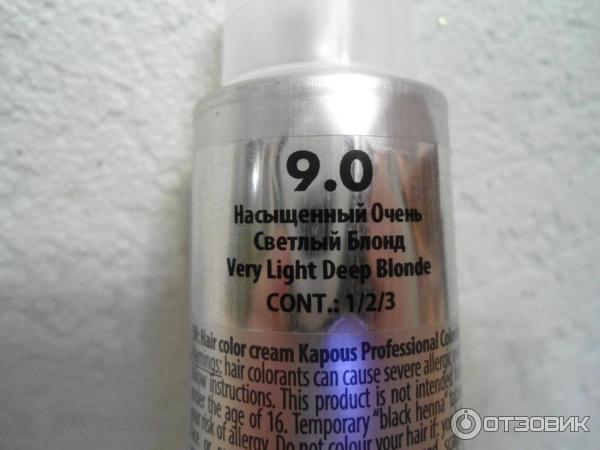 9.0
Насыщенный Очень
Светлый Блонд
Very Light Deep Blonde
CONT.: 1/2/3
Hair color cream Kapous Professional
hair colorants can cause severe allergic
instructions. This product is not intended
the age of 16. Temporary "black henna"
risk of allergy. Do not colour your hair if:
ОТЗОВИК